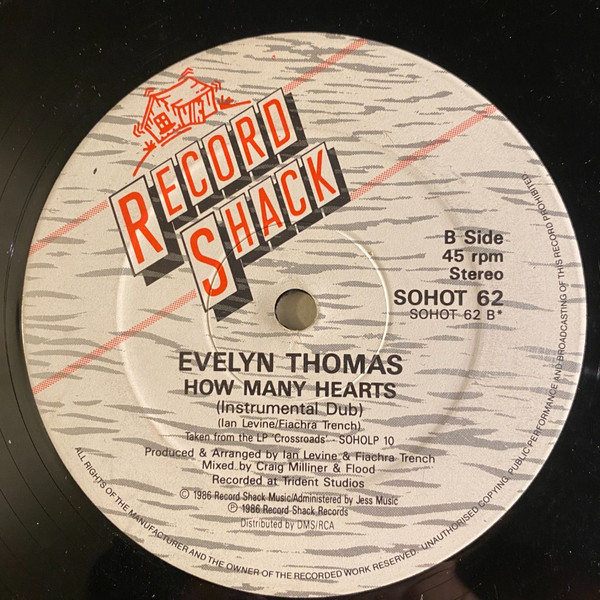 RECORD
SHACK
B Side
45 rpm
Stereo
SOHOT 62
SOHOT 62 B*
EVELYN THOMAS
HOW MANY HEARTS
(Instrumental Dub)
(Ian Levine/Fiachra Trench)
Taken from the LP 'Crossroads' - SOHOLP 10
Produced & Arranged by Ian Levine & Fiachra Trench
Mixed by Craig Milliner & Flood
Recorded at Trident Studios
© 1986 Record Shack Music/Administered by Jess Music
℗ 1986 Record Shack Records
Distributed by DMS/RCA
ALL RIGHTS OF THE MANUFACTURER AND THE OWNER OF THE RECORDED WORK RESERVED. UNAUTHORISED COPYING, PUBLIC PERFORMANCE AND BROADCASTING OF THIS RECORD PROHIBITED